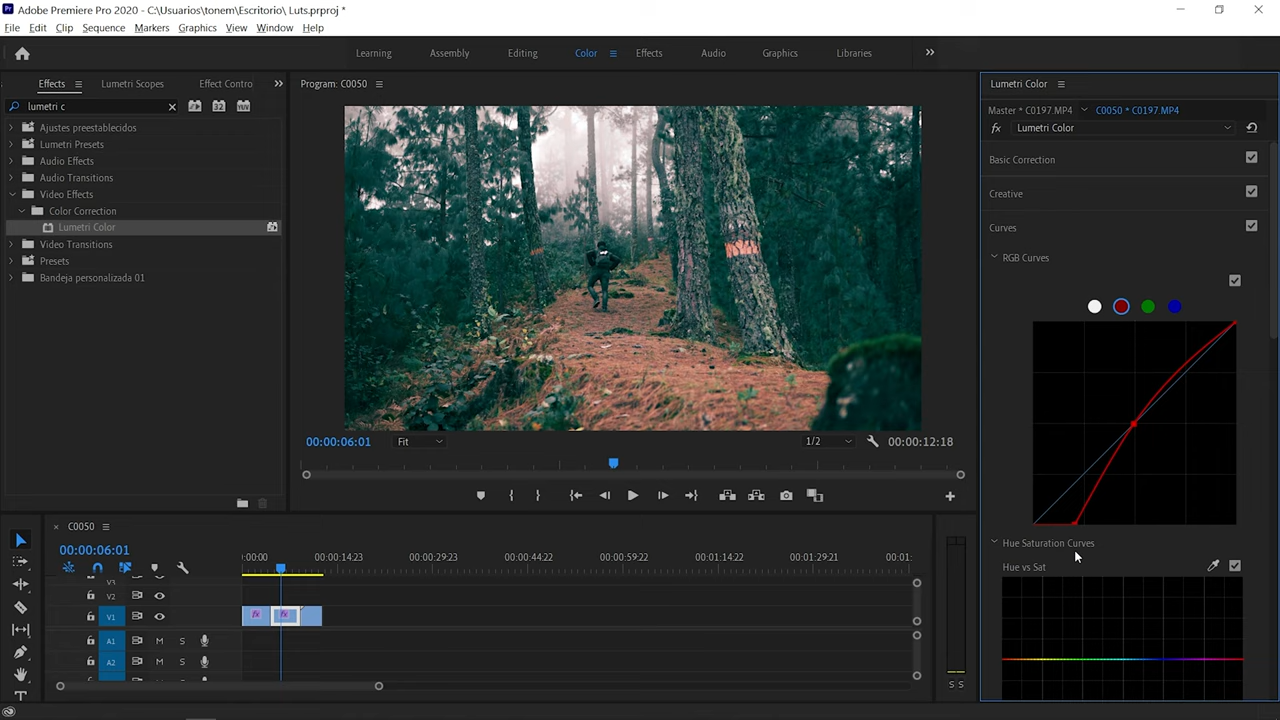 Adobe Premiere Pro 2020 - C:\Usuarios\tonem\Escritorio\ Luts.prproj *
File Edit Clip Sequence Markers Graphics View Window Help
Learning Assembly Editing Color Effects Audio Graphics Libraries
Effects Lumetri Scopes Effect Contro
lumetri c
Ajustes preestablecidos
Lumetri Presets
Audio Effects
Audio Transitions
Video Effects
Color Correction
Lumetri Color
Video Transitions
Presets
Bandeja personalizada 01
Program: C0050
00:00:06:01 Fit 1/2 00:00:12:18
Lumetri Color
Master * C0197.MP4 C0050 * C0197.MP4
fx Lumetri Color
Basic Correction
Creative
Curves
RGB Curves
Hue Saturation Curves
Hue vs Sat
C0050
00:00:06:01
:00:00 00:00:14:23 00:00:29:23 00:00:44:22 00:00:59:22 00:01:14:22 00:01:29:21 00:01:
V3
V2
V1 fx fx
A1 M S
A2 M S
S S